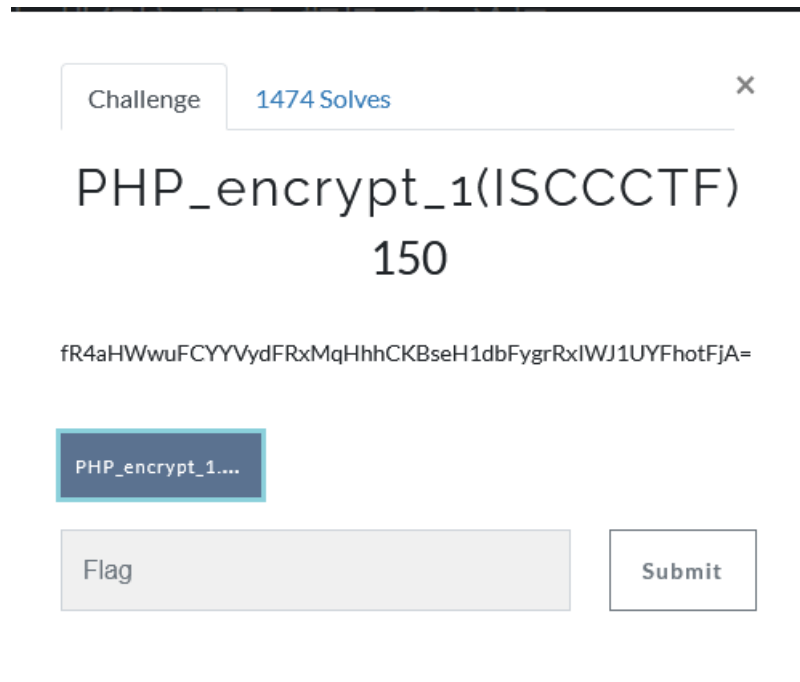 Challenge
1474 Solves
×
PHP_encrypt_1(ISCCCTF)
150
fR4aHWwuFCYYVydFRxMqHhhCKBseH1dbFygrRxIWJ1UYFhotFjA=
PHP_encrypt_1....
Flag
Submit